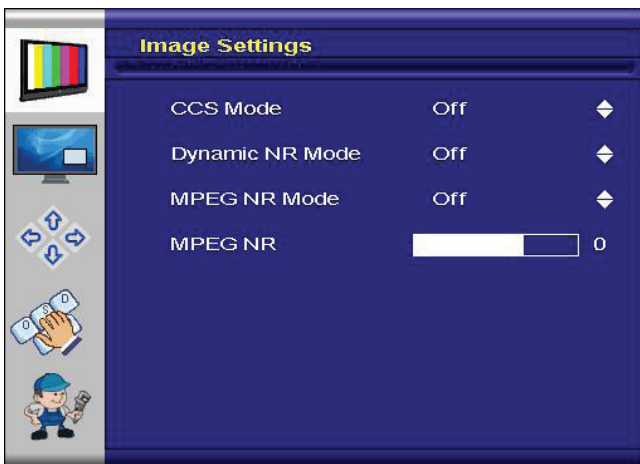 Image Settings
CCS Mode Off
Dynamic NR Mode Off
MPEG NR Mode Off
MPEG NR 0
O S D